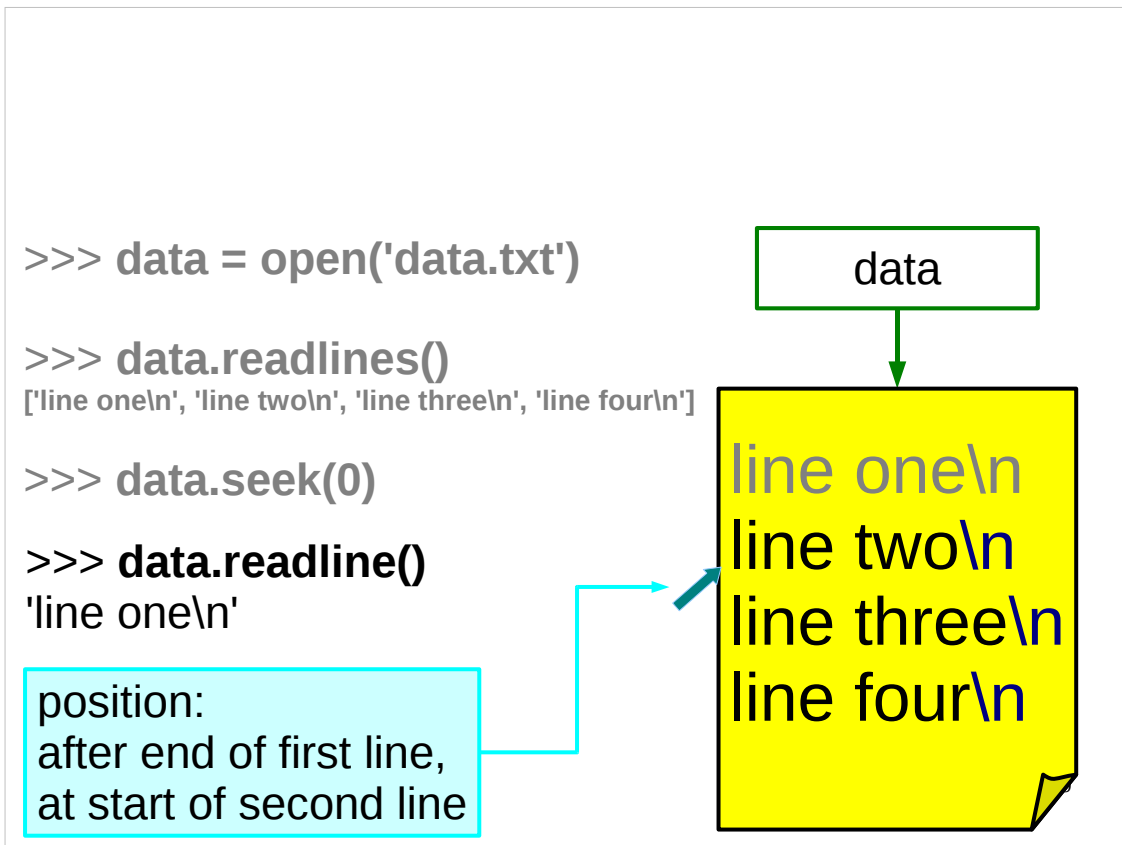 >>> data = open('data.txt')
>>> data.readlines()
['line one\n', 'line two\n', 'line three\n', 'line four\n']
>>> data.seek(0)
>>> data.readline()
'line one\n'
position:
after end of first line,
at start of second line
data
line one\n
line two\n
line three\n
line four\n